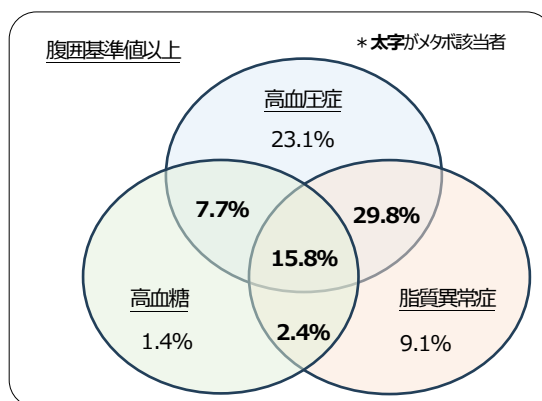 腹囲基準値以上
＊太字がメタボ該当者
高血圧症
23.1%
7.7%
29.8%
15.8%
高血糖
1.4%
2.4%
脂質異常症
9.1%